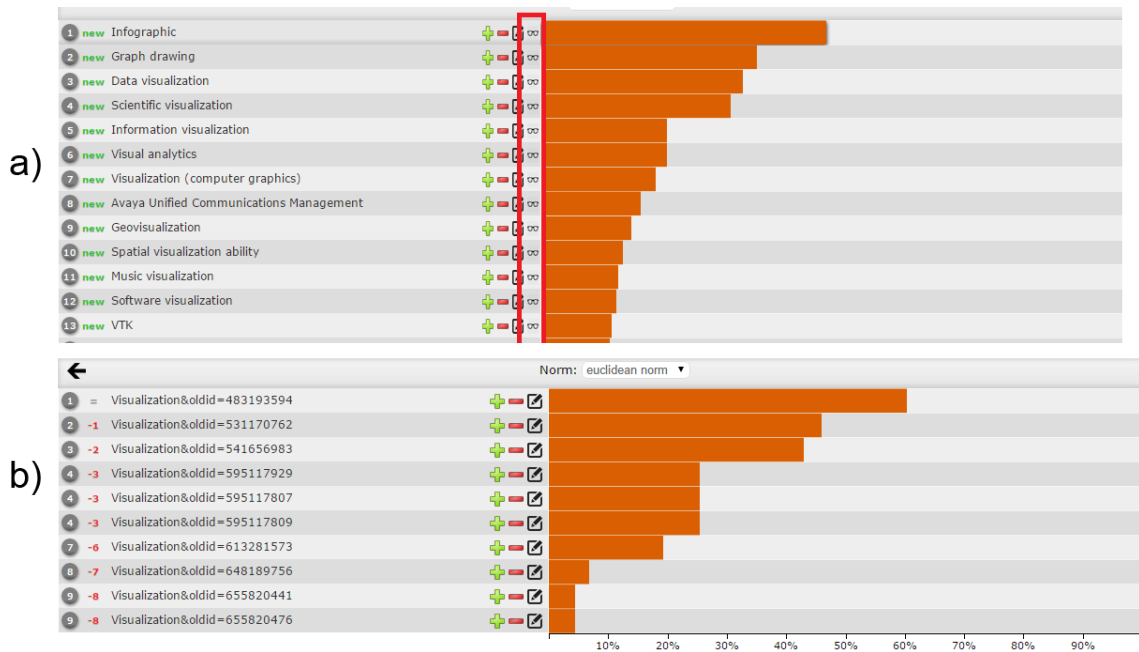 a)
1 new Infographic
2 new Graph drawing
3 new Data visualization
4 new Scientific visualization
5 new Information visualization
6 new Visual analytics
7 new Visualization (computer graphics)
8 new Avaya Unified Communications Management
9 new Geovisualization
10 new Spatial visualization ability
11 new Music visualization
12 new Software visualization
13 new VTK
b)
Norm: euclidean norm
1 = Visualization&oldid=483193594
2 -1 Visualization&oldid=531170762
3 -2 Visualization&oldid=541656983
4 -3 Visualization&oldid=595117929
4 -3 Visualization&oldid=595117807
4 -3 Visualization&oldid=595117809
7 -6 Visualization&oldid=613281573
8 -7 Visualization&oldid=648189756
9 -8 Visualization&oldid=655820441
9 -8 Visualization&oldid=655820476
10% 20% 30% 40% 50% 60% 70% 80% 90%